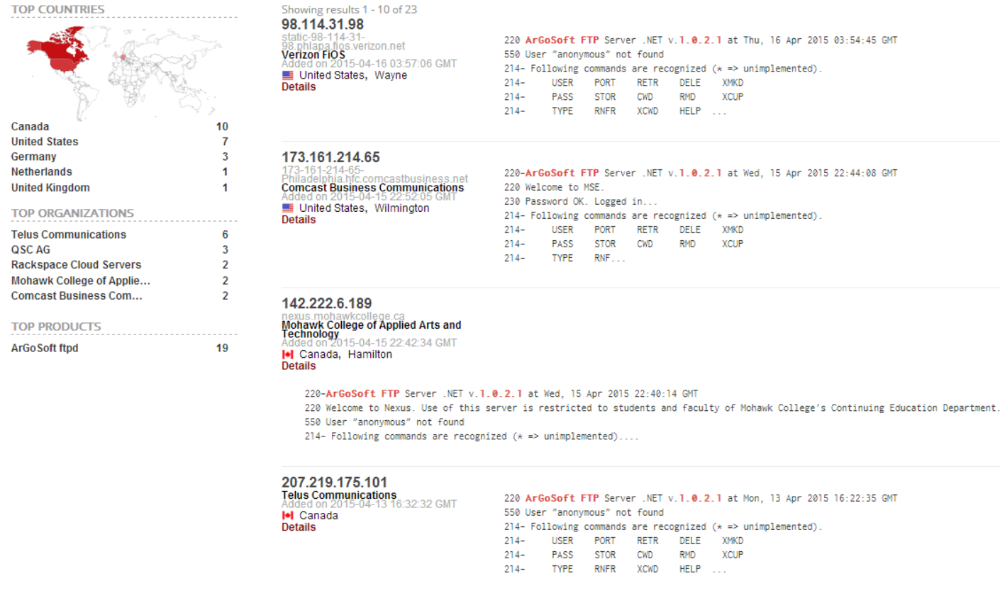 TOP COUNTRIES
Canada 10
United States 7
Germany 3
Netherlands 1
United Kingdom 1
TOP ORGANIZATIONS
Telus Communications 6
QSC AG 3
Rackspace Cloud Servers 2
Mohawk College of Applie... 2
Comcast Business Com... 2
TOP PRODUCTS
ArGoSoft ftpd 19
Showing results 1 - 10 of 23
98.114.31.98
static-98-114-31-
98.phlapa.fios.verizon.net
Verizon FiOS
Added on 2015-04-16 03:57:06 GMT
United States, Wayne
Details
220 ArGoSoft FTP Server .NET v.1.0.2.1 at Thu, 16 Apr 2015 03:54:45 GMT
550 User "anonymous" not found
214- Following commands are recognized (* => unimplemented).
214- USER PORT RETR DELE XMKD
214- PASS STOR CWD RMD XCUP
214- TYPE RNFR XCWD HELP ...
173.161.214.65
173-161-214-65-
Philadelphia.hfc.comcastbusiness.net
Comcast Business Communications
Added on 2015-04-15 22:52:05 GMT
United States, Wilmington
Details
220-ArGoSoft FTP Server .NET v.1.0.2.1 at Wed, 15 Apr 2015 22:44:08 GMT
220 Welcome to MSE.
230 Password OK. Logged in...
214- Following commands are recognized (* => unimplemented).
214- USER PORT RETR DELE XMKD
214- PASS STOR CWD RMD XCUP
214- TYPE RNF...
142.222.6.189
nexus.mohawkcollege.ca
Mohawk College of Applied Arts and
Technology
Added on 2015-04-15 22:42:34 GMT
Canada, Hamilton
Details
220-ArGoSoft FTP Server .NET v.1.0.2.1 at Wed, 15 Apr 2015 22:40:14 GMT
220 Welcome to Nexus. Use of this server is restricted to students and faculty of Mohawk College's Continuing Education Department.
550 User "anonymous" not found
214- Following commands are recognized (* => unimplemented)....
207.219.175.101
Telus Communications
Added on 2015-04-13 16:32:32 GMT
Canada
Details
220 ArGoSoft FTP Server .NET v.1.0.2.1 at Mon, 13 Apr 2015 16:22:35 GMT
550 User "anonymous" not found
214- Following commands are recognized (* => unimplemented).
214- USER PORT RETR DELE XMKD
214- PASS STOR CWD RMD XCUP
214- TYPE RNFR XCWD HELP ...